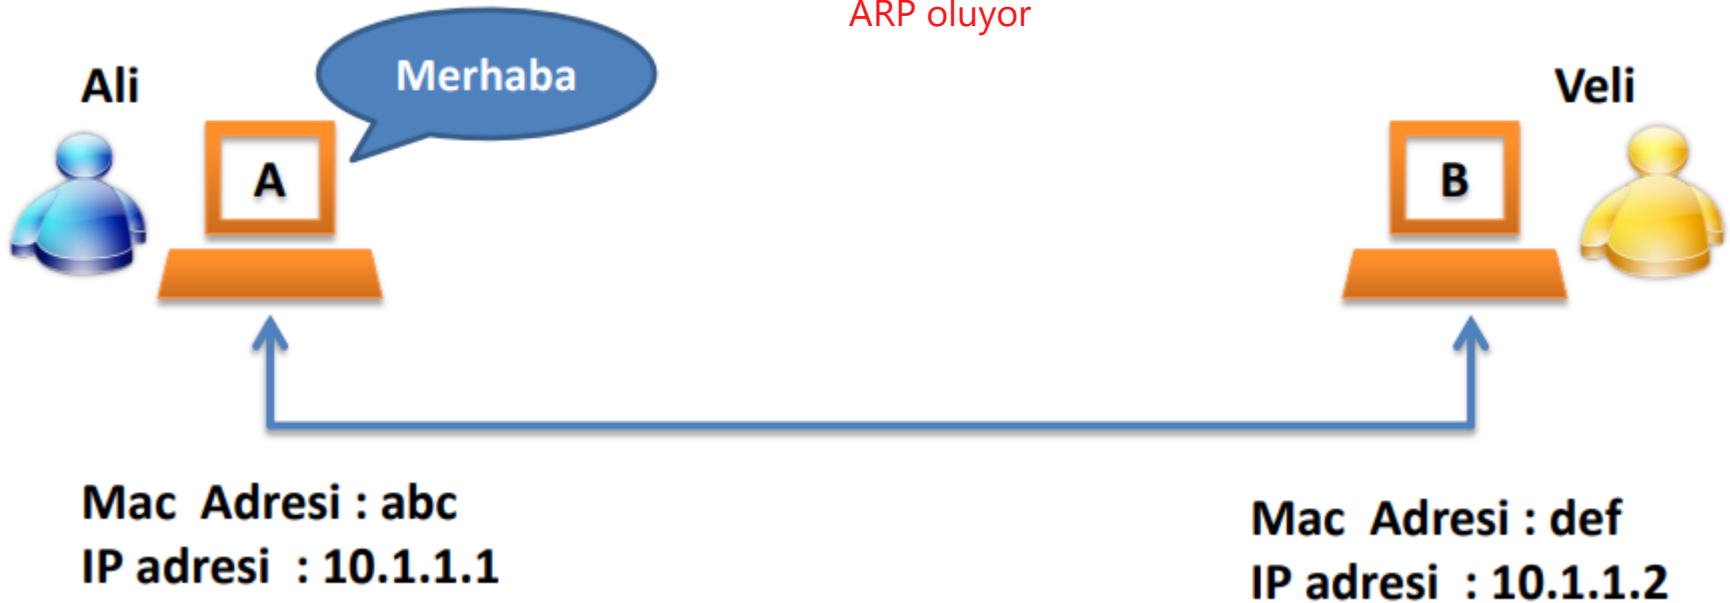 ARP oluyor
Ali
Merhaba
Veli
A
B
Mac Adresi : abc
IP adresi : 10.1.1.1
Mac Adresi : def
IP adresi : 10.1.1.2